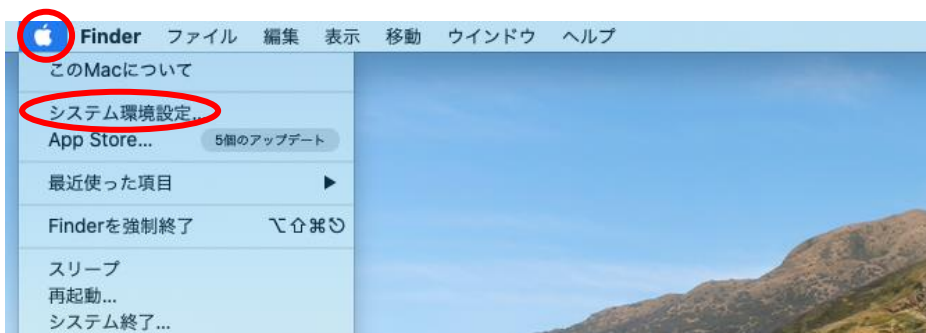 Finder ファイル 編集 表示 移動 ウインドウ ヘルプ
このMacについて
システム環境設定...
App Store... 5個のアップデート
最近使った項目 ▶
Finderを強制終了 ⌥⇧⌘⎋
スリープ
再起動...
システム終了...